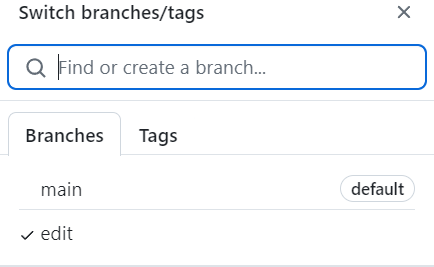 Switch branches/tags
Find or create a branch...
Branches Tags
main default
edit